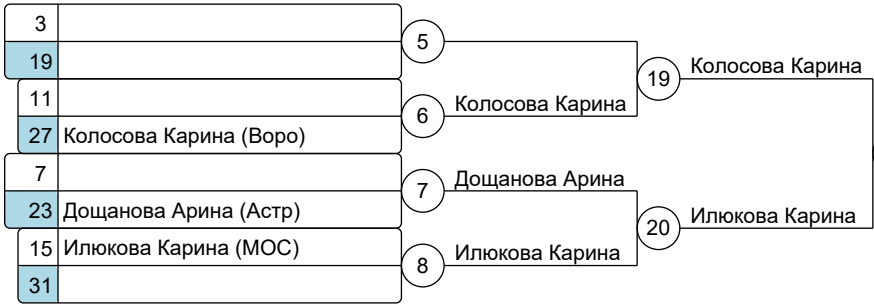 3
5
19
19 Колосова Карина
11
6 Колосова Карина
27 Колосова Карина (Воро)
7
7 Дощанова Арина
23 Дощанова Арина (Астр)
20 Илюкова Карина
15 Илюкова Карина (МОС)
8 Илюкова Карина
31